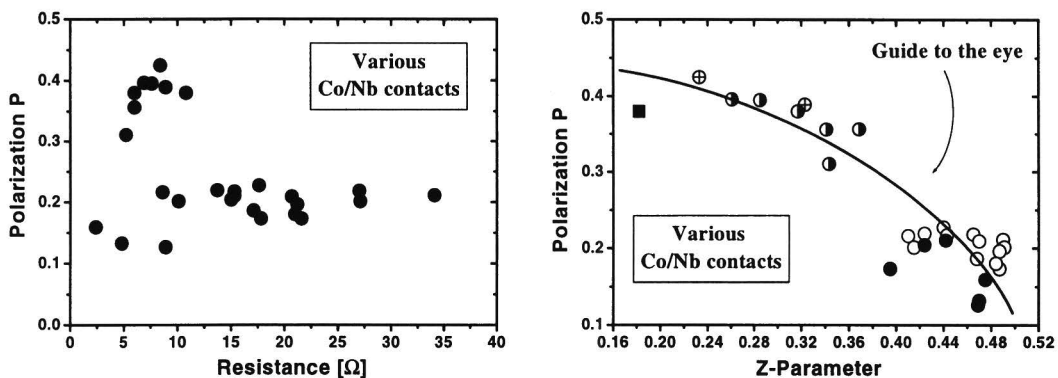 0.5
0.4
0.3
0.2
0.1
0.0
Polarization P
Various
Co/Nb contacts
0 5 10 15 20 25 30 35 40
Resistance [Ω]
0.5
0.4
0.3
0.2
0.1
Polarization P
Guide to the eye
Various
Co/Nb contacts
0.16 0.20 0.24 0.28 0.32 0.36 0.40 0.44 0.48 0.52
Z-Parameter